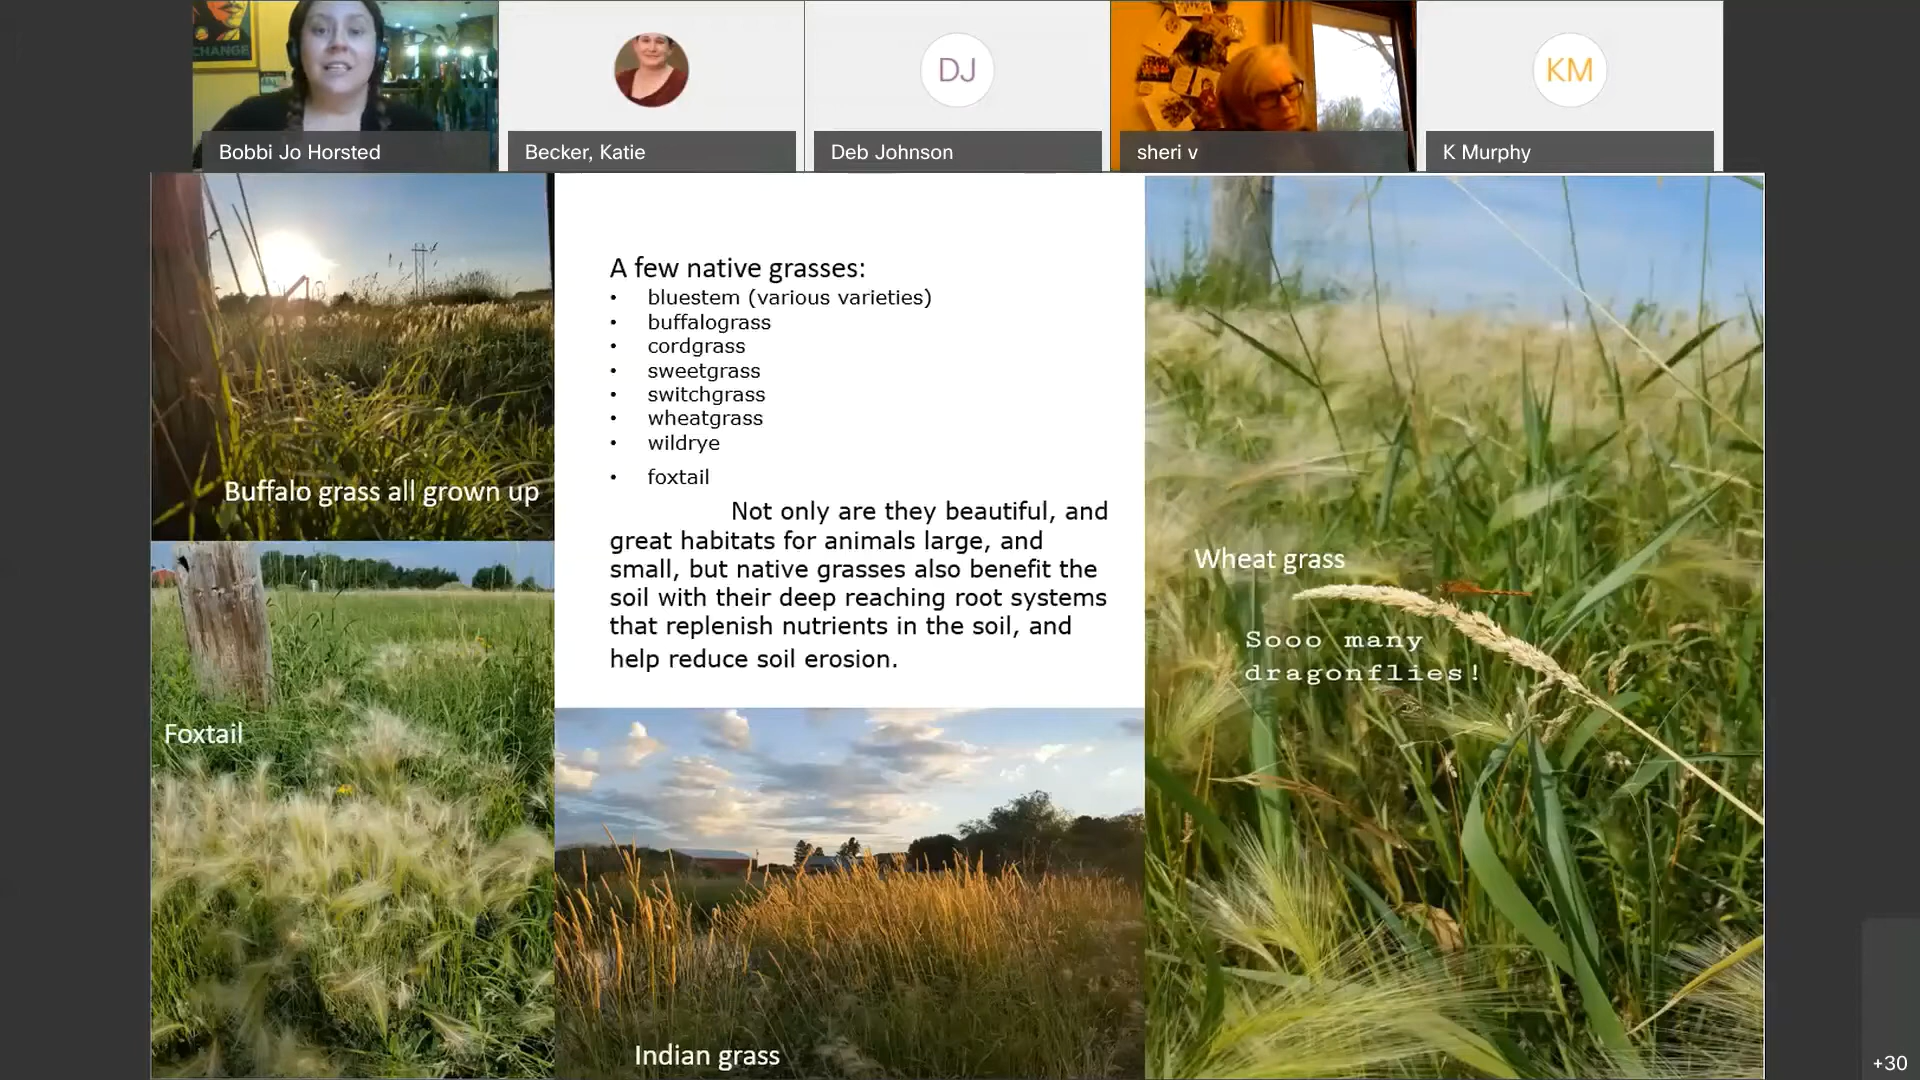 CHANGE
DJ
KM
Bobbi Jo Horsted
Becker, Katie
Deb Johnson
sheri v
K Murphy
Buffalo grass all grown up
Foxtail
A few native grasses:
• bluestem (various varieties)
• buffalograss
• cordgrass
• sweetgrass
• switchgrass
• wheatgrass
• wildrye
• foxtail
Not only are they beautiful, and
great habitats for animals large, and
small, but native grasses also benefit the
soil with their deep reaching root systems
that replenish nutrients in the soil, and
help reduce soil erosion.
Indian grass
Wheat grass
Sooo many
dragonflies!
+30